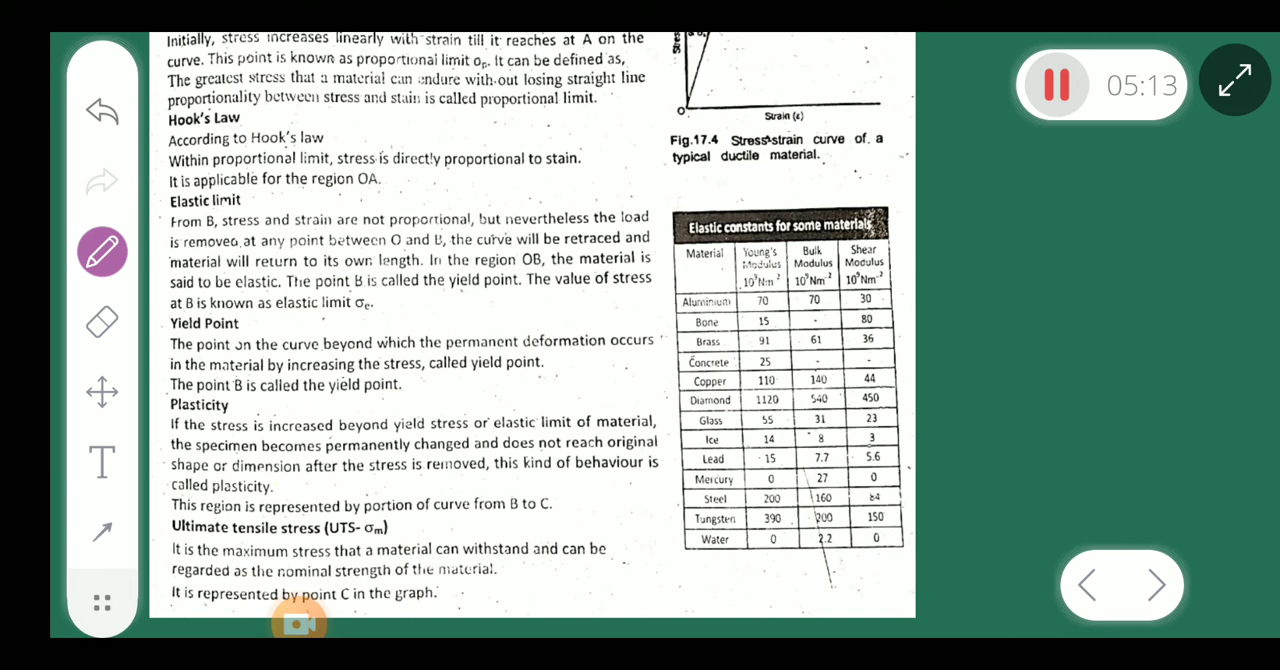 Initially, stress increases linearly with strain till it reaches at A on the
curve. This point is known as proportional limit σp. It can be defined as,
The greatest stress that a material can endure with-out losing straight line
proportionality between stress and stain is called proportional limit.
Hook's Law
According to Hook's law
Within proportional limit, stress is directly proportional to stain.
It is applicable for the region OA.
Elastic limit
From B, stress and strain are not proportional, but nevertheless the load
is removed at any point between O and B, the curve will be retraced and
material will return to its own length. In the region OB, the material is
said to be elastic. The point B is called the yield point. The value of stress
at B is known as elastic limit σe.
Yield Point
The point on the curve beyond which the permanent deformation occurs
in the material by increasing the stress, called yield point.
The point B is called the yield point.
Plasticity
If the stress is increased beyond yield stress or elastic limit of material,
the specimen becomes permanently changed and does not reach original
shape or dimension after the stress is removed, this kind of behaviour is
called plasticity.
This region is represented by portion of curve from B to C.
Ultimate tensile stress (UTS- σm)
It is the maximum stress that a material can withstand and can be
regarded as the nominal strength of the material.
It is represented by point C in the graph.
O
Strain (ε)
Fig.17.4 Stress-strain curve of a
typical ductile material.
Elastic constants for some materials
Material Young's Modulus 10⁹Nm⁻² Bulk Modulus 10⁹Nm⁻² Shear Modulus 10⁹Nm⁻²
Aluminium 70 70 30
Bone 15 - 80
Brass 91 61 36
Concrete 25 - -
Copper 110 140 44
Diamond 1120 540 450
Glass 55 31 23
Ice 14 8 3
Lead 15 7.7 5.6
Mercury 0 27 0
Steel 200 160 84
Tungsten 390 200 150
Water 0 2.2 0
05:13
T